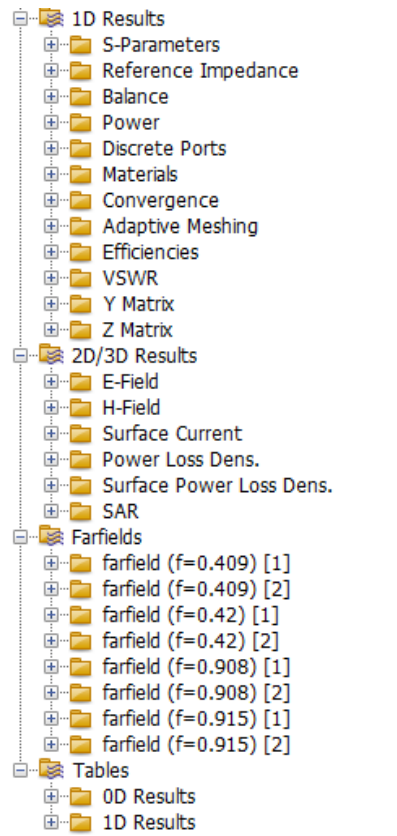 1D Results
S-Parameters
Reference Impedance
Balance
Power
Discrete Ports
Materials
Convergence
Adaptive Meshing
Efficiencies
VSWR
Y Matrix
Z Matrix
2D/3D Results
E-Field
H-Field
Surface Current
Power Loss Dens.
Surface Power Loss Dens.
SAR
Farfields
farfield (f=0.409) [1]
farfield (f=0.409) [2]
farfield (f=0.42) [1]
farfield (f=0.42) [2]
farfield (f=0.908) [1]
farfield (f=0.908) [2]
farfield (f=0.915) [1]
farfield (f=0.915) [2]
Tables
0D Results
1D Results